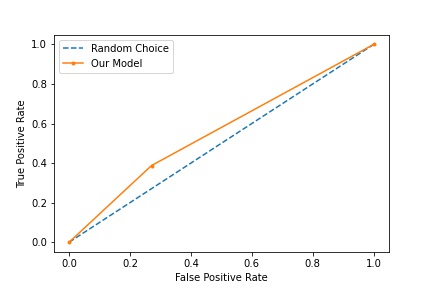 Random Choice
Our Model
True Positive Rate
1.0
0.8
0.6
0.4
0.2
0.0
0.0 0.2 0.4 0.6 0.8 1.0
False Positive Rate